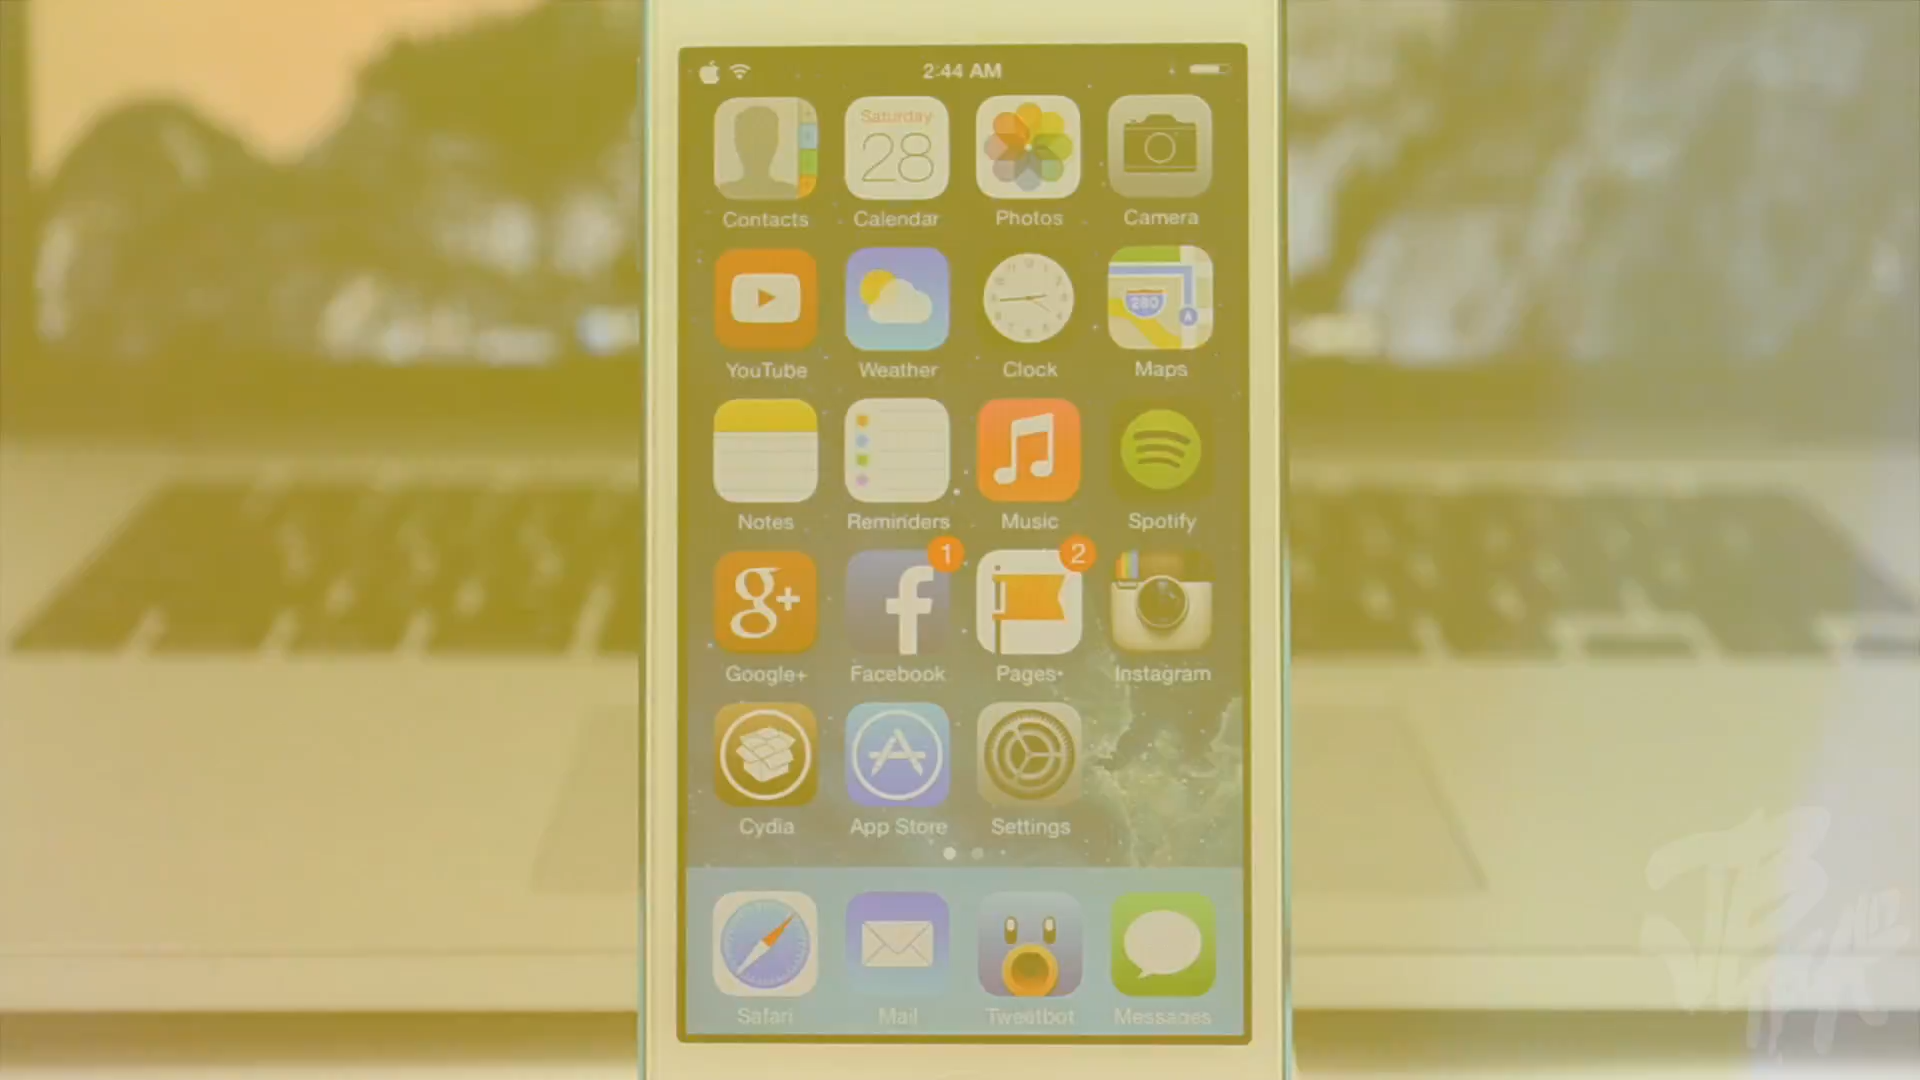 2:44 AM
Saturday
28
Contacts
Calendar
Photos
Camera
280
A
YouTube
Weather
Clock
Maps
Notes
Reminders
Music
Spotify
1
2
g+
f
Google+
Facebook
Pages•
Instagram
Cydia
App Store
Settings
Safari
Mail
Tweetbot
Messages